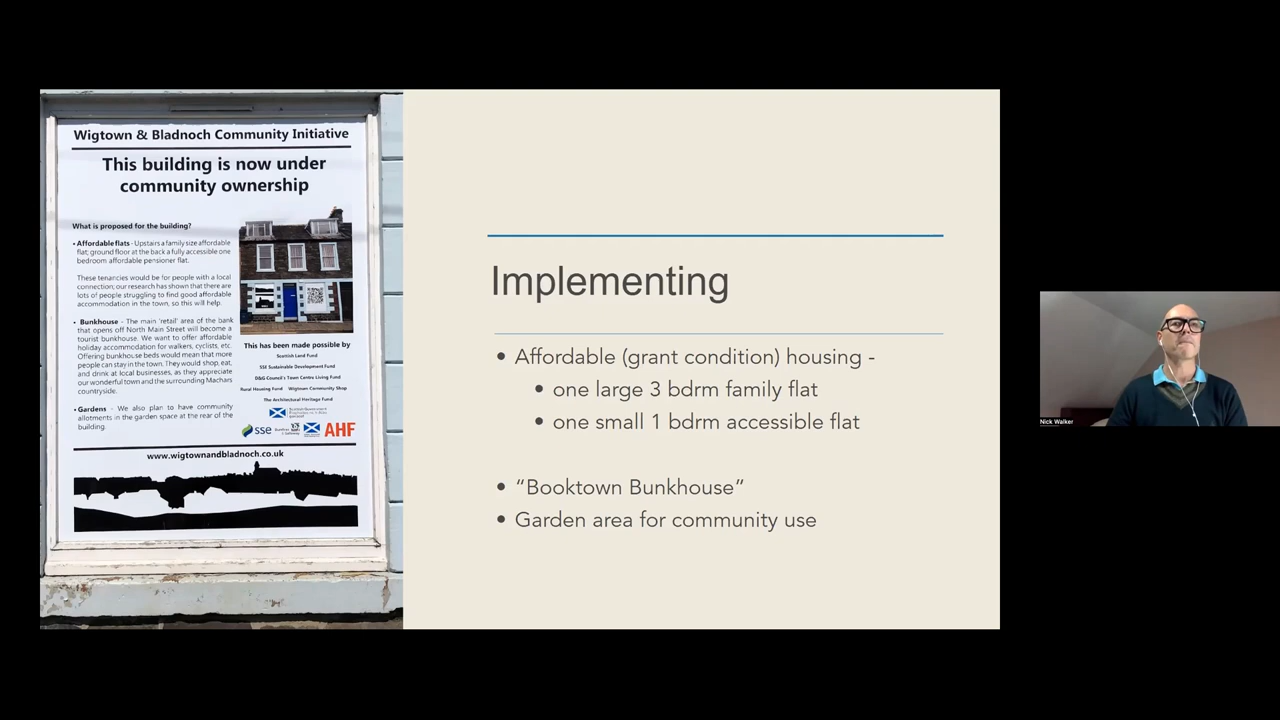 Wigtown & Bladnoch Community Initiative
This building is now under
community ownership
What is proposed for the building?
• Affordable flats - Upstairs a family size affordable
flat; ground floor at the back a fully accessible one
bedroom affordable pensioner flat.
These tenancies would be for people with a local
connection; our research has shown that there are
lots of people struggling to find good affordable
accommodation in the town, so this will help.
• Bunkhouse - The main 'retail' area of the bank
that opens off North Main Street will become a
tourist bunkhouse. We want to offer affordable
holiday accommodation for walkers, cyclists, etc.
Offering bunkhouse beds would mean that more
people can stay in the town. They would shop, eat,
and drink at local businesses, as they appreciate
our wonderful town and the surrounding Machars
countryside.
• Gardens - We also plan to have community
allotments in the garden space at the rear of the
building.
This has been made possible by
Scottish Land Fund
SSE Sustainable Development Fund
D&G Council's Town Centre Living Fund
Rural Housing Fund Wigtown Community Shop
The Architectural Heritage Fund
sse
AHF
www.wigtownandbladnoch.co.uk
Implementing
• Affordable (grant condition) housing -
• one large 3 bdrm family flat
• one small 1 bdrm accessible flat
• “Booktown Bunkhouse”
• Garden area for community use
Nick Walker